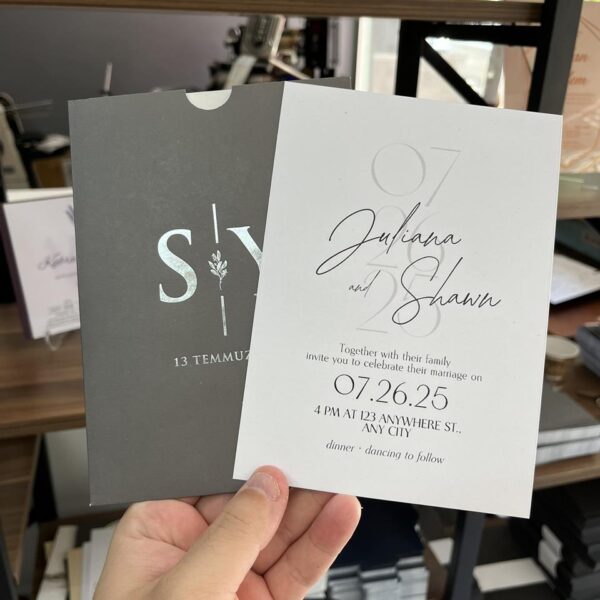 S Y
13 TEMMUZ
07
26
25
Juliana
and Shawn
Together with their family
invite you to celebrate their marriage on
07.26.25
4 PM AT 123 ANYWHERE ST..
ANY CITY
dinner · dancing to follow